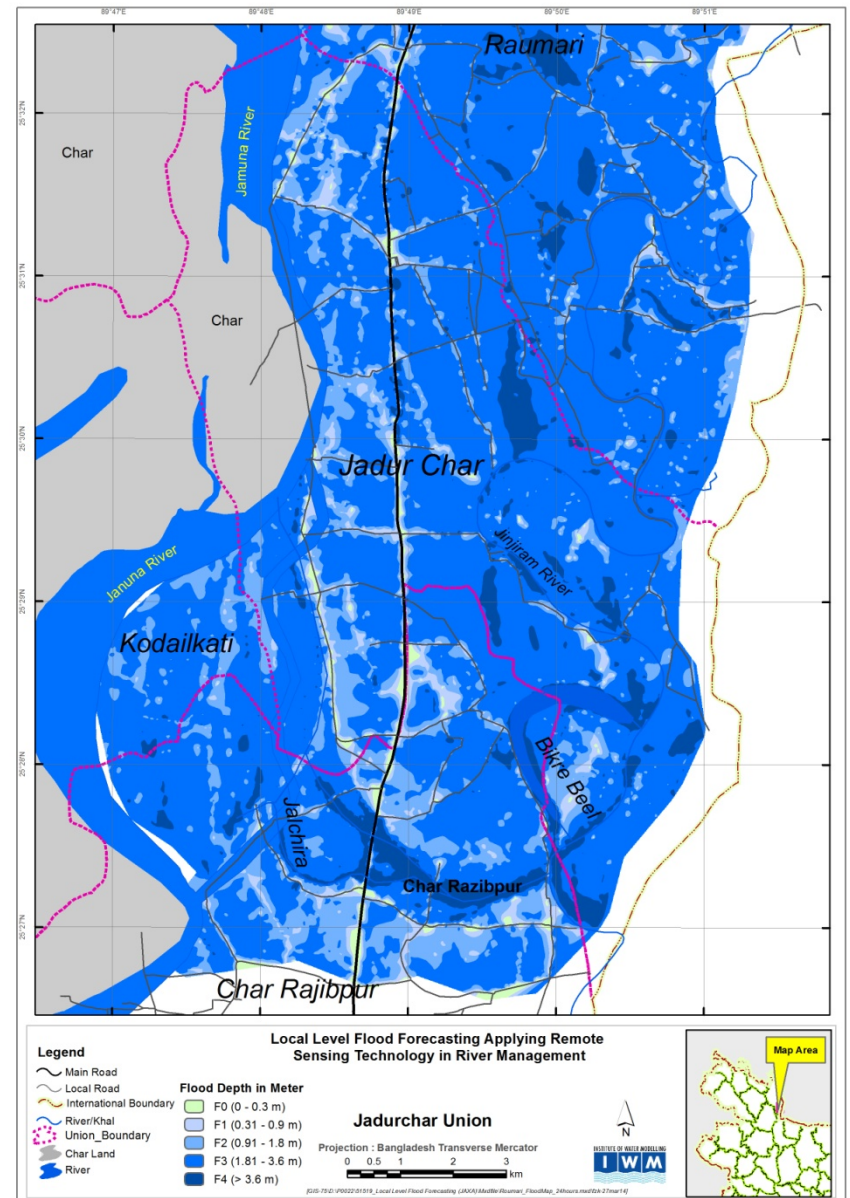 89°47'E
89°48'E
89°49'E
89°50'E
89°51'E
25°32'N
25°31'N
25°30'N
25°29'N
25°28'N
25°27'N
Raumari
Char
Jamuna River
Char
Jadur Char
Januna River
Jinjiram River
Kodailkati
Bikre Beel
Jalchira
Char Razibpur
Char Rajibpur
Legend
Main Road
Local Road
International Boundary
River/Khal
Union_Boundary
Char Land
River
Flood Depth in Meter
F0 (0 - 0.3 m)
F1 (0.31 - 0.9 m)
F2 (0.91 - 1.8 m)
F3 (1.81 - 3.6 m)
F4 (> 3.6 m)
Local Level Flood Forecasting Applying Remote
Sensing Technology in River Management
Jadurchar Union
Projection : Bangladesh Transverse Mercator
0 0.5 1 2 3
km
N
INSTITUTE OF WATER MODELLING
IWM
Map Area